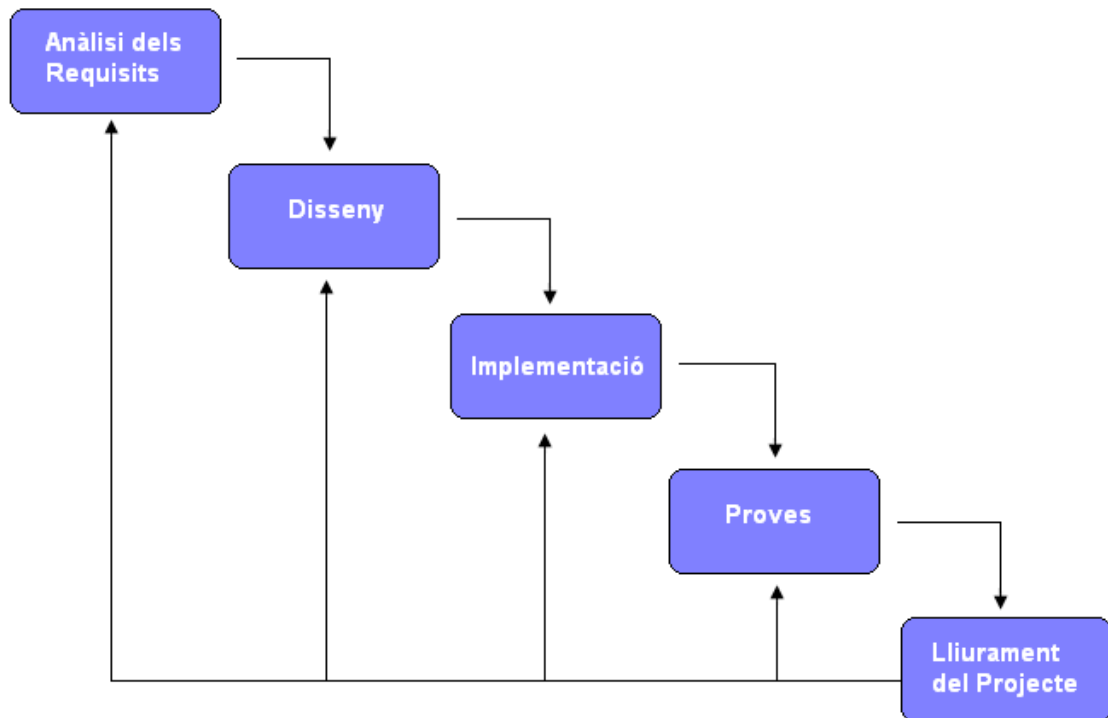 Anàlisi dels
Requisits
Disseny
Implementació
Proves
Lliurament
del Projecte